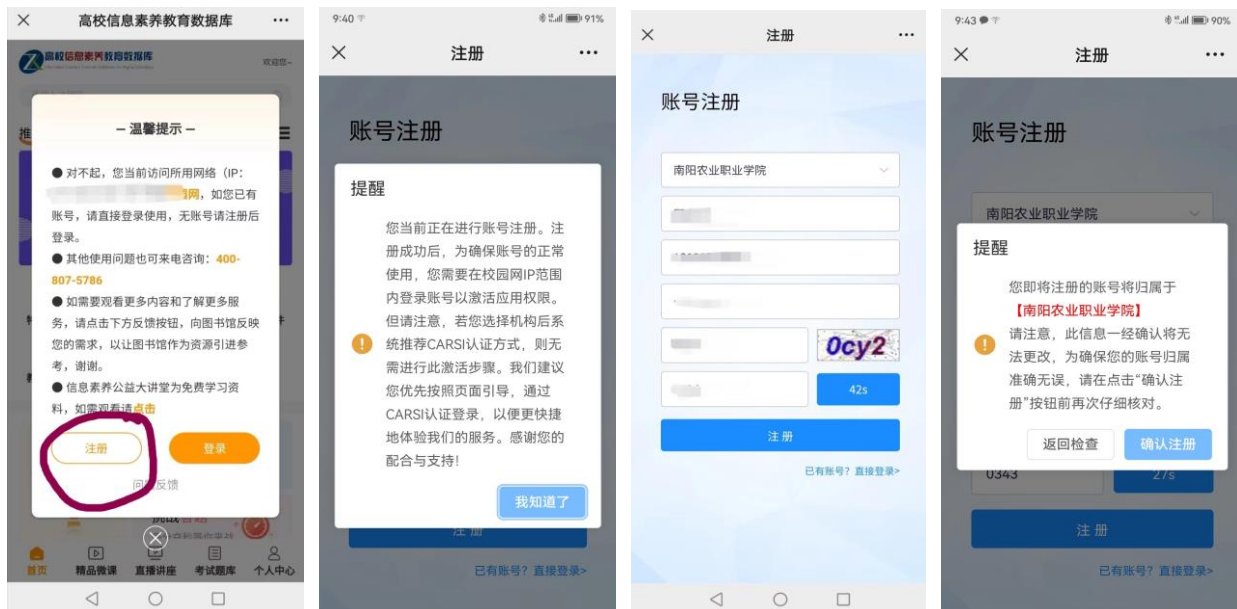 高校信息素养教育数据库
高校信息素养教育数据库
欢迎您~
推
— 温馨提示 —
● 对不起，您当前访问所用网络（IP:
网，如您已有
账号，请直接登录使用，无账号请注册后
登录。
● 其他使用问题也可来电咨询：400-
807-5786
● 如需要观看更多内容和了解更多服
务，请点击下方反馈按钮，向图书馆反映
您的需求，以让图书馆作为资源引进参
考，谢谢。
● 信息素养公益大讲堂为免费学习资
料，如需观看请点击
注册
登录
问题反馈
首页
精品微课
直播讲座
考试题库
个人中心
9:40
91%
注册
账号注册
提醒
您当前正在进行账号注册。注
册成功后，为确保账号的正常
使用，您需要在校园网IP范围
内登录账号以激活应用权限。
但请注意，若您选择机构后系
统推荐CARSI认证方式，则无
需进行此激活步骤。我们建议
您优先按照页面引导，通过
CARSI认证登录，以便更快捷
地体验我们的服务。感谢您的
配合与支持!
我知道了
注册
已有账号？直接登录>
注册
账号注册
南阳农业职业学院
0cy2
42s
注册
已有账号？直接登录>
9:43
90%
注册
账号注册
南阳农业职业学院
提醒
您即将注册的账号将归属于
【南阳农业职业学院】
请注意，此信息一经确认将无
法更改，为确保您的账号归属
准确无误，请在点击“确认注
册”按钮前再次仔细核对。
返回检查
确认注册
0343
27s
注册
已有账号？直接登录>